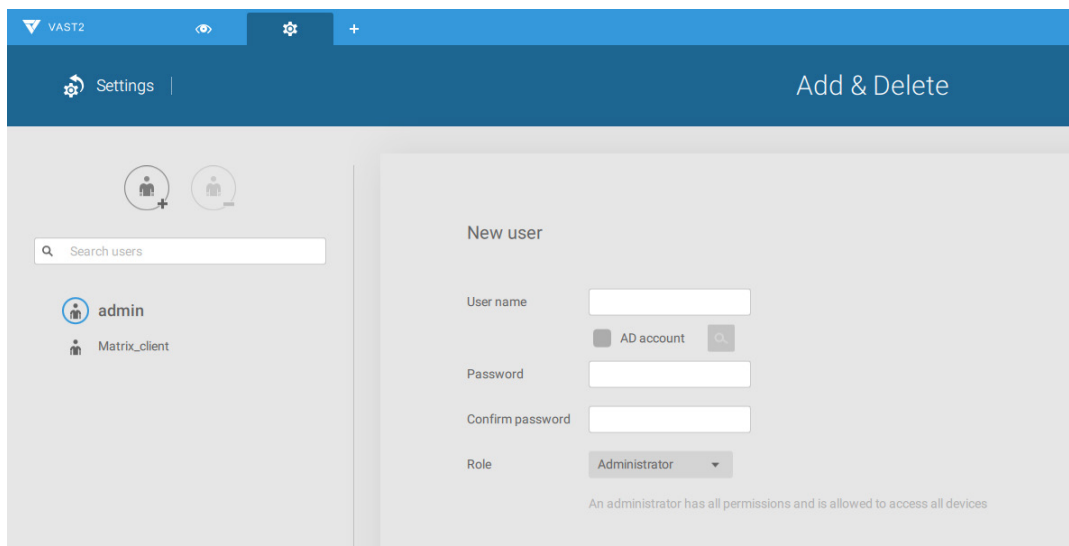 VAST2
Settings
Add & Delete
Search users
admin
Matrix_client
New user
User name
AD account
Password
Confirm password
Role
Administrator
An administrator has all permissions and is allowed to access all devices